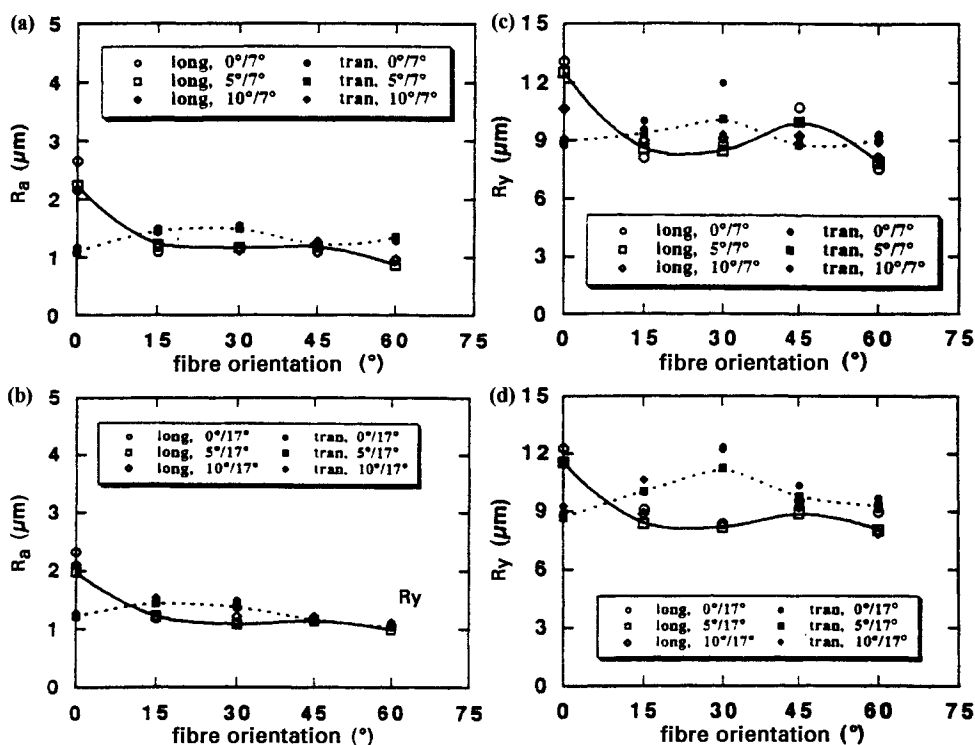 (a)
5
4
3
2
1
0
Ra (μm)
long, 0°/7° tran, 0°/7°
long, 5°/7° tran, 5°/7°
long, 10°/7° tran, 10°/7°
0 15 30 45 60 75
fibre orientation (°)
(c)
15
12
9
6
3
0
Ry (μm)
long, 0°/7° tran, 0°/7°
long, 5°/7° tran, 5°/7°
long, 10°/7° tran, 10°/7°
0 15 30 45 60 75
fibre orientation (°)
(b)
5
4
3
2
1
0
Ra (μm)
long, 0°/17° tran, 0°/17°
long, 5°/17° tran, 5°/17°
long, 10°/17° tran, 10°/17°
Ry
0 15 30 45 60 75
fibre orientation (°)
(d)
15
12
9
6
3
0
Ry (μm)
long, 0°/17° tran, 0°/17°
long, 5°/17° tran, 5°/17°
long, 10°/17° tran, 10°/17°
0 15 30 45 60 75
fibre orientation (°)